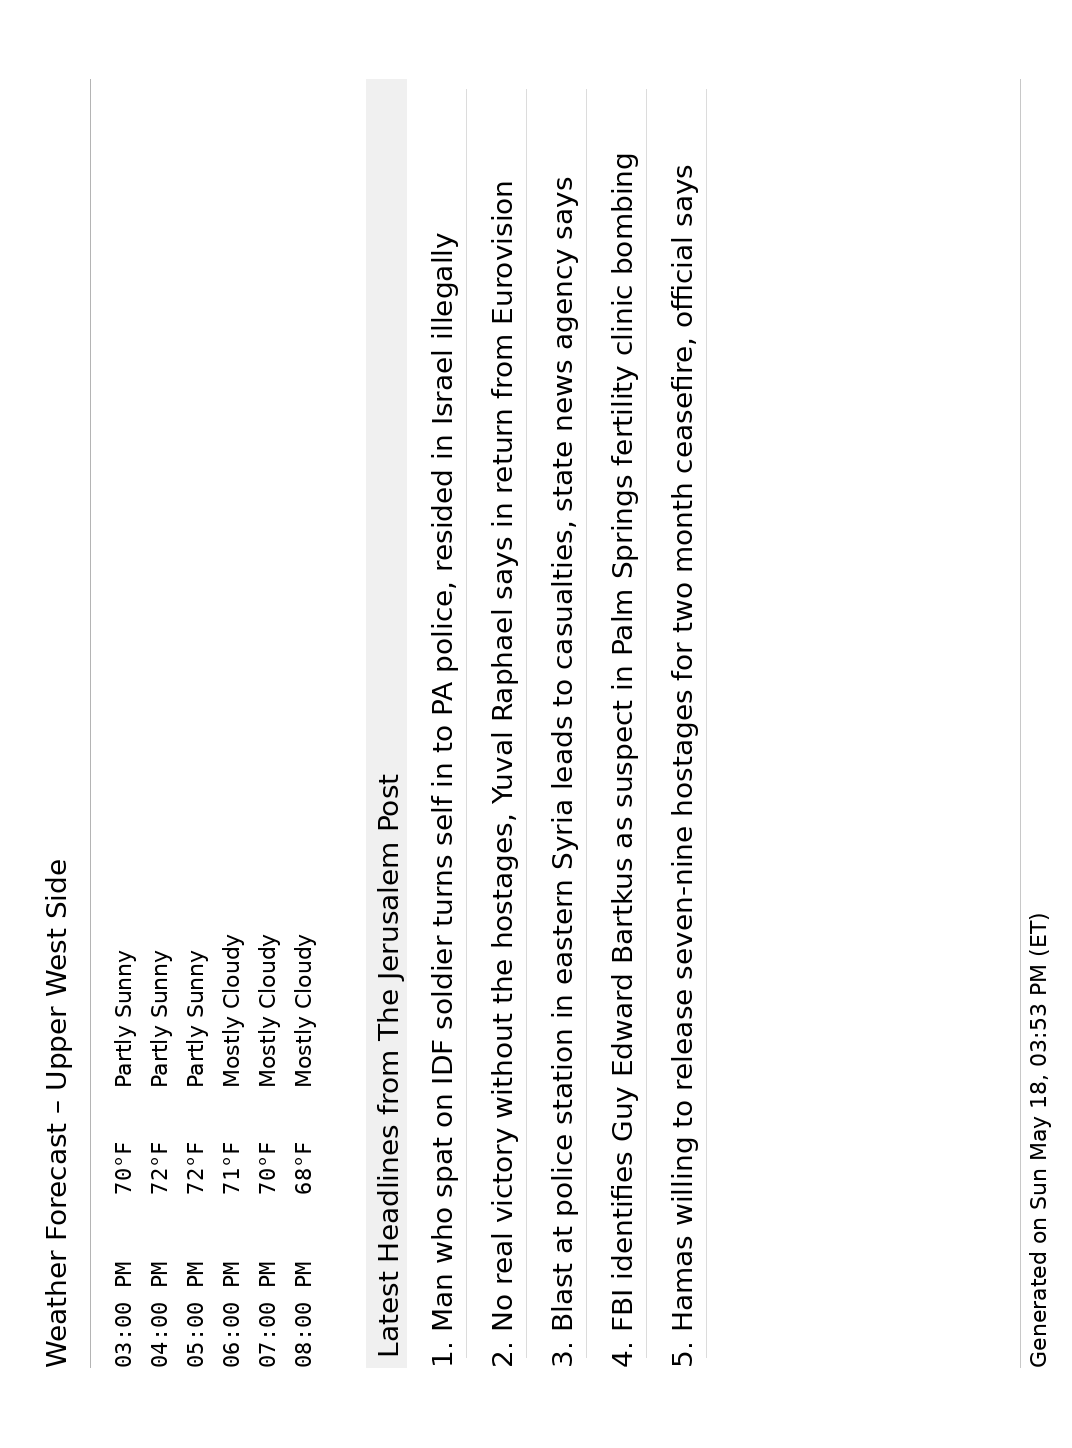 Weather Forecast – Upper West Side
03:00 PM 70°F Partly Sunny
04:00 PM 72°F Partly Sunny
05:00 PM 72°F Partly Sunny
06:00 PM 71°F Mostly Cloudy
07:00 PM 70°F Mostly Cloudy
08:00 PM 68°F Mostly Cloudy
Latest Headlines from The Jerusalem Post
1. Man who spat on IDF soldier turns self in to PA police, resided in Israel illegally
2. No real victory without the hostages, Yuval Raphael says in return from Eurovision
3. Blast at police station in eastern Syria leads to casualties, state news agency says
4. FBI identifies Guy Edward Bartkus as suspect in Palm Springs fertility clinic bombing
5. Hamas willing to release seven-nine hostages for two month ceasefire, official says
Generated on Sun May 18, 03:53 PM (ET)